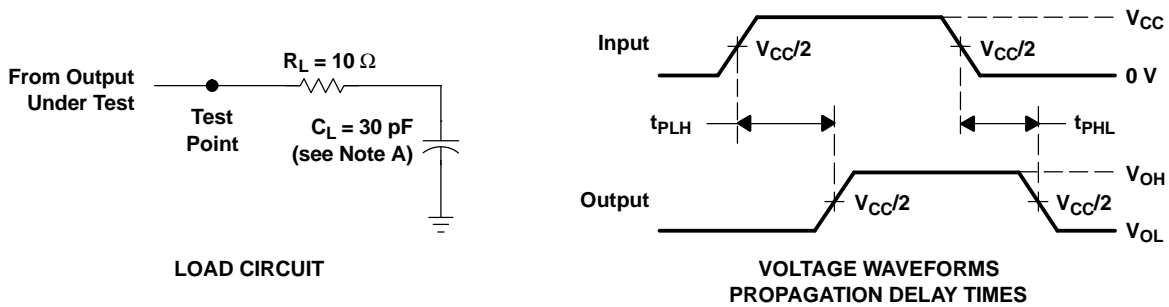 From Output
Under Test
Test
Point
R_L = 10 Ω
C_L = 30 pF
(see Note A)
LOAD CIRCUIT
Input
V_CC/2
V_CC/2
V_CC
0 V
t_PLH
t_PHL
Output
V_CC/2
V_CC/2
V_OH
V_OL
VOLTAGE WAVEFORMS
PROPAGATION DELAY TIMES